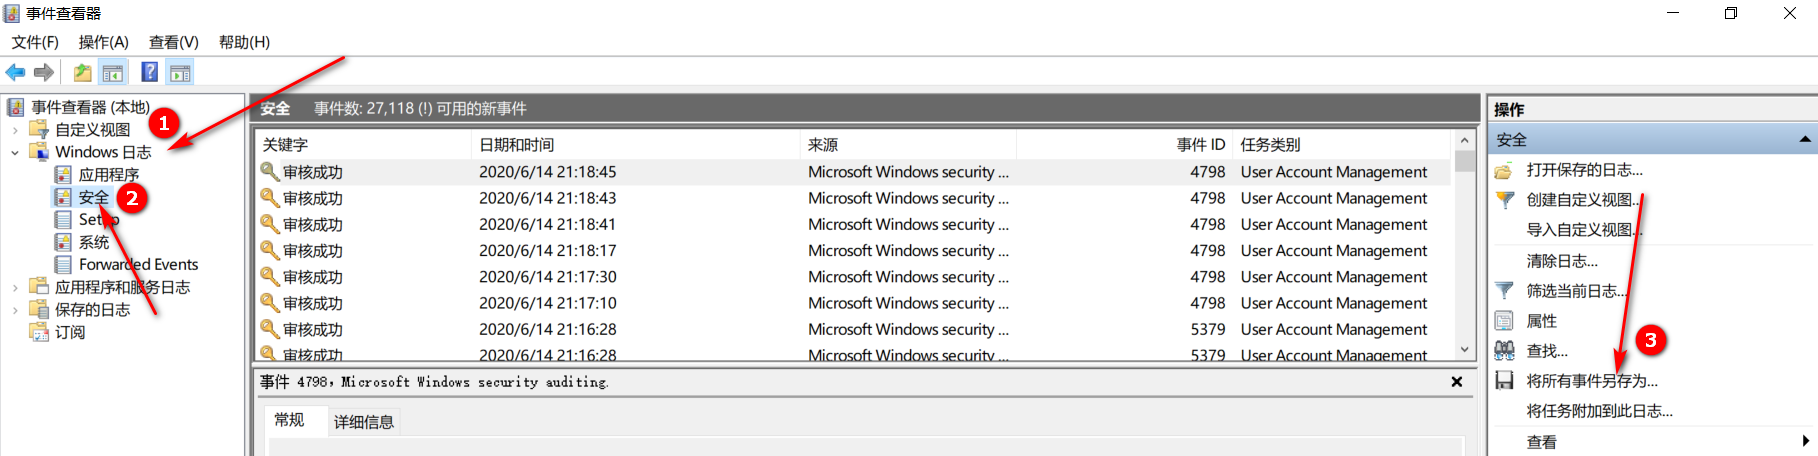 事件查看器
文件(F) 操作(A) 查看(V) 帮助(H)
事件查看器 (本地)
自定义视图
1
Windows 日志
应用程序
安全
2
Setup
系统
Forwarded Events
应用程序和服务日志
保存的日志
订阅
安全 事件数: 27,118 (!) 可用的新事件
关键字 日期和时间 来源 事件 ID 任务类别
审核成功 2020/6/14 21:18:45 Microsoft Windows security ... 4798 User Account Management
审核成功 2020/6/14 21:18:43 Microsoft Windows security ... 4798 User Account Management
审核成功 2020/6/14 21:18:41 Microsoft Windows security ... 4798 User Account Management
审核成功 2020/6/14 21:18:17 Microsoft Windows security ... 4798 User Account Management
审核成功 2020/6/14 21:17:30 Microsoft Windows security ... 4798 User Account Management
审核成功 2020/6/14 21:17:10 Microsoft Windows security ... 4798 User Account Management
审核成功 2020/6/14 21:16:28 Microsoft Windows security ... 5379 User Account Management
审核成功 2020/6/14 21:16:28 Microsoft Windows security ... 5379 User Account Management
事件 4798，Microsoft Windows security auditing.
常规 详细信息
操作
安全
打开保存的日志...
创建自定义视图...
导入自定义视图...
清除日志...
筛选当前日志...
属性
查找...
3
将所有事件另存为...
将任务附加到此日志...
查看